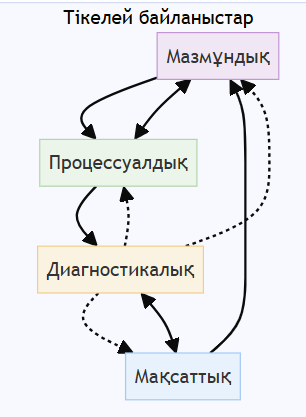 Тікелей байланыстар
Мазмұндық
Процессуалдық
Диагностикалық
Мақсаттық